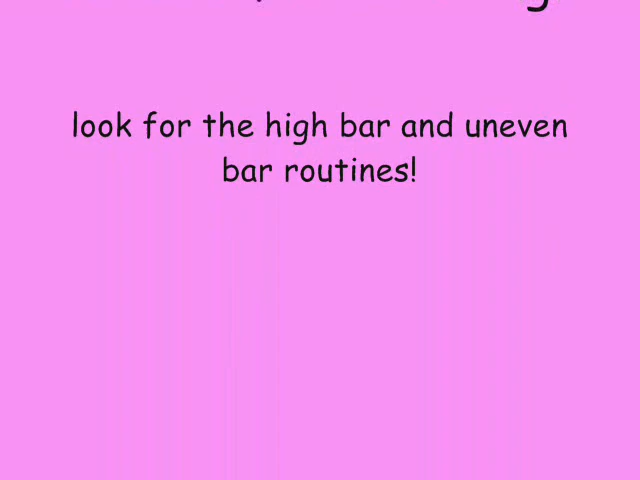 look for the high bar and uneven
bar routines!